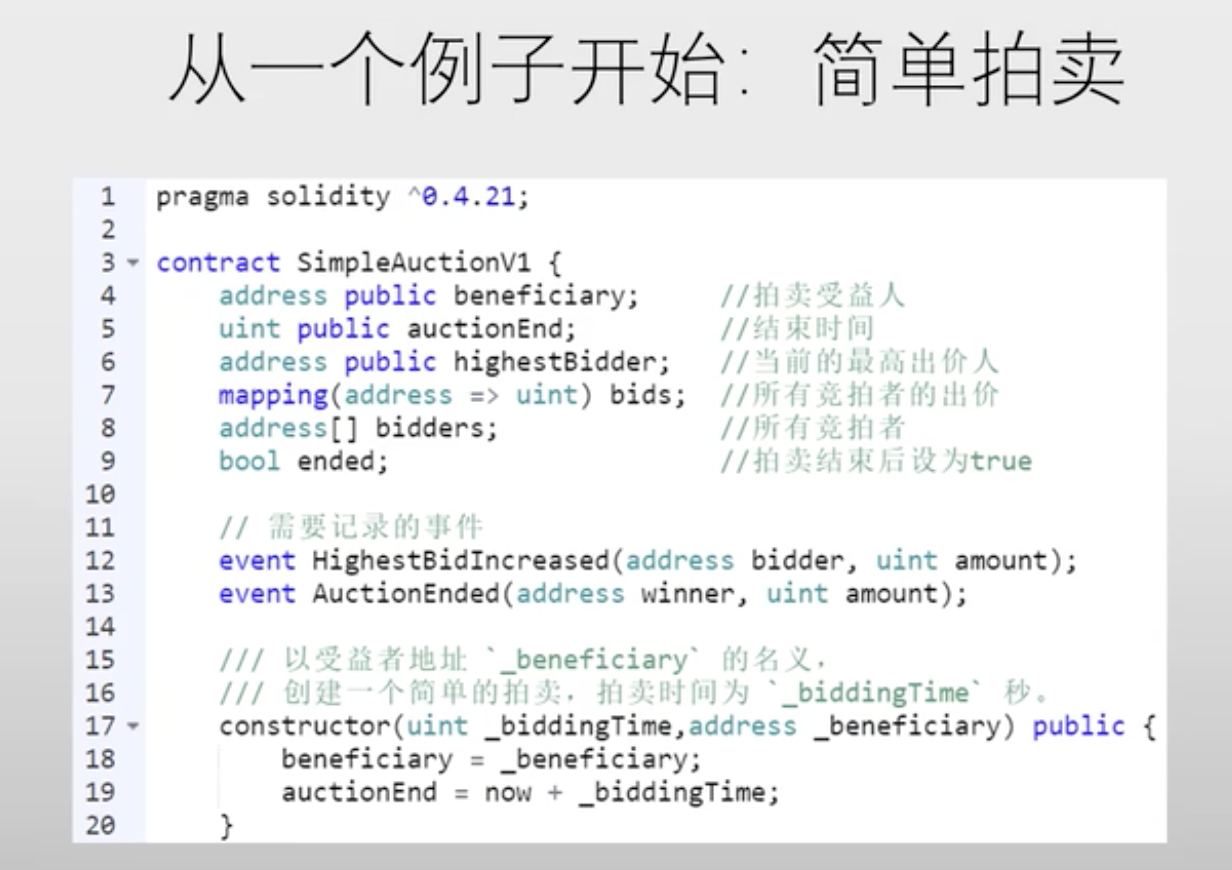 从一个例子开始：简单拍卖
1 pragma solidity ^0.4.21;
2
3 contract SimpleAuctionV1 {
4 address public beneficiary; //拍卖受益人
5 uint public auctionEnd; //结束时间
6 address public highestBidder; //当前的最高出价人
7 mapping(address => uint) bids; //所有竞拍者的出价
8 address[] bidders; //所有竞拍者
9 bool ended; //拍卖结束后设为true
10
11 // 需要记录的事件
12 event HighestBidIncreased(address bidder, uint amount);
13 event AuctionEnded(address winner, uint amount);
14
15 /// 以受益者地址 `_beneficiary` 的名义，
16 /// 创建一个简单的拍卖，拍卖时间为 `_biddingTime` 秒。
17 constructor(uint _biddingTime,address _beneficiary) public {
18 beneficiary = _beneficiary;
19 auctionEnd = now + _biddingTime;
20 }